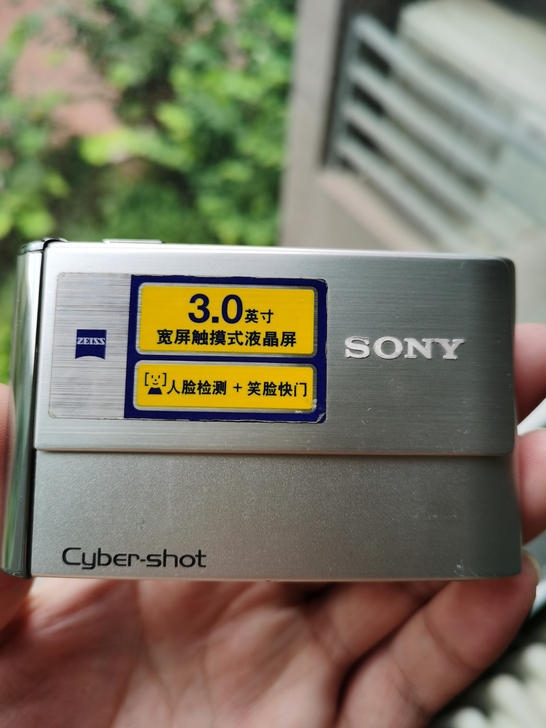 ZEISS
3.0英寸
宽屏触摸式液晶屏
人脸检测 + 笑脸快门
SONY
Cyber-shot